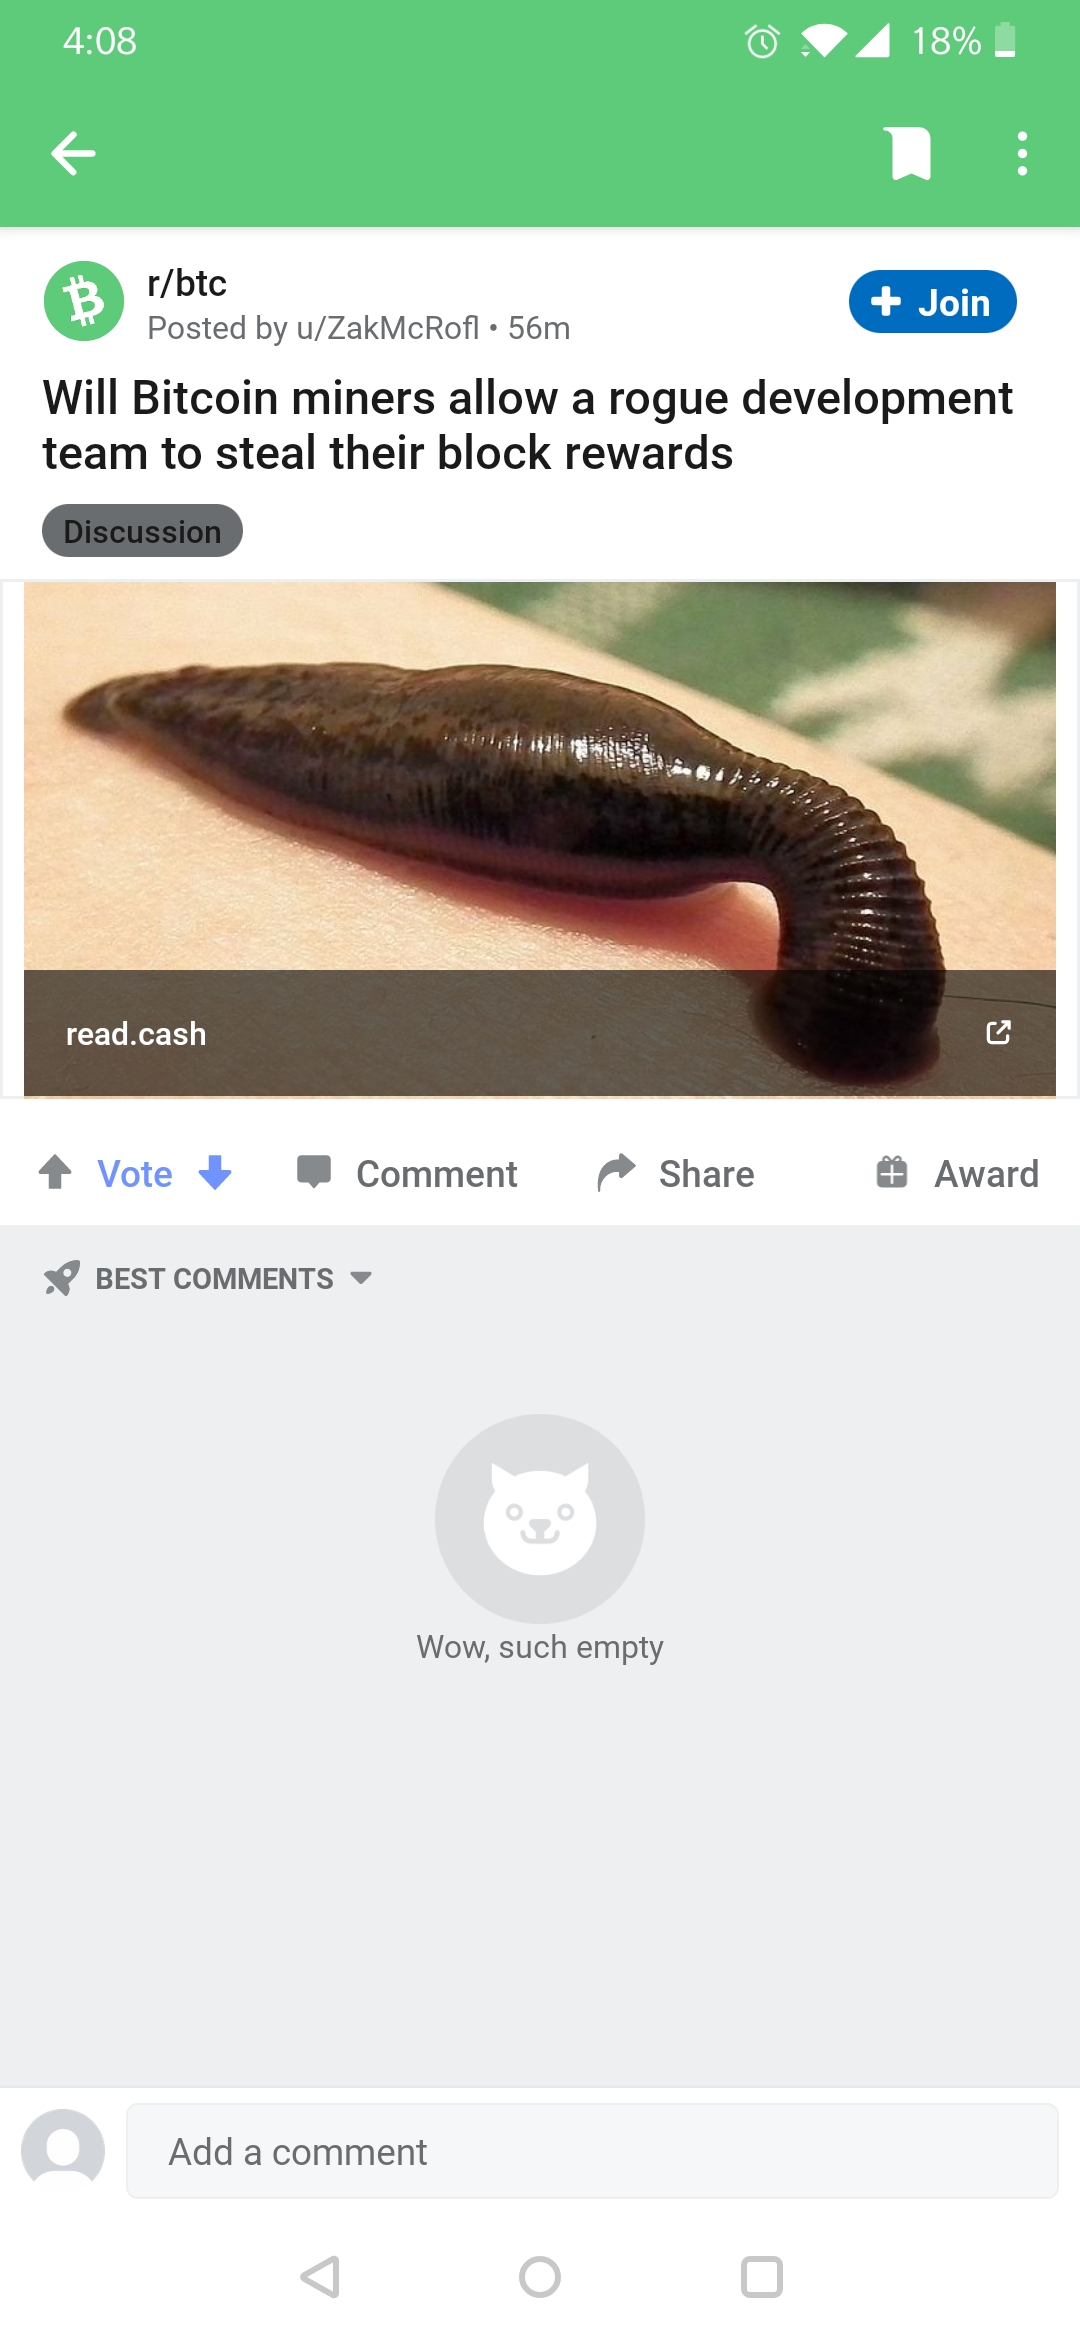 4:08
18%
r/btc
Posted by u/ZakMcRofl • 56m
Join
Will Bitcoin miners allow a rogue development
team to steal their block rewards
Discussion
read.cash
Vote
Comment
Share
Award
BEST COMMENTS
Wow, such empty
Add a comment